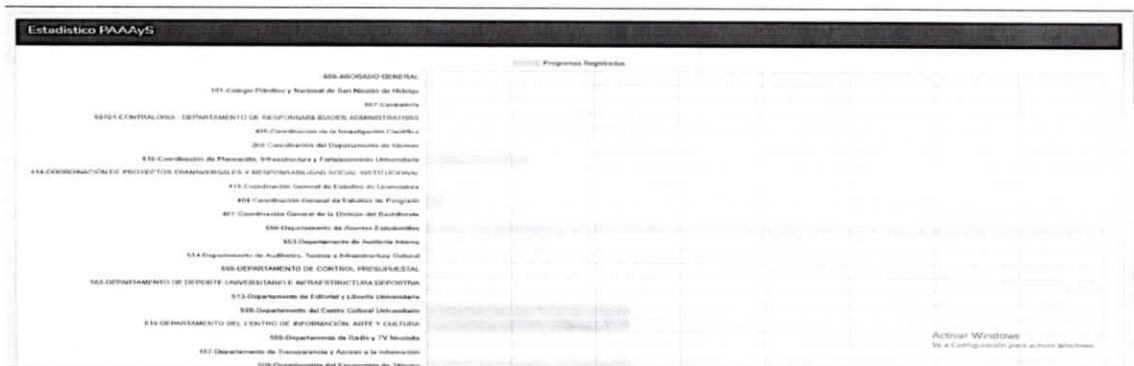 Estadístico PAAAyS
Programas Registrados
606-ABOGADO GENERAL
101-Colegio Primitivo y Nacional de San Nicolás de Hidalgo
607-Contraloría
60701-CONTRALORIA - DEPARTAMENTO DE RESPONSABILIDADES ADMINISTRATIVAS
405-Coordinación de la Investigación Científica
Coordinación del Departamento de Idiomas
Coordinación de Planeación, Infraestructura y Fortalecimiento Universitario
414-COORDINACIÓN DE PROYECTOS TRANSVERSALES Y RESPONSABILIDAD SOCIAL INSTITUCIONAL
Coordinación General de Estudios de Licenciatura
404-Coordinación General de Estudios de Posgrado
401-Coordinación General de la División del Bachillerato
Departamento de Asuntos Estudiantiles
653-Departamento de Auditoría Interna
514-Departamento de Auditorios, Teatros e Infraestructura Cultural
DEPARTAMENTO DE CONTROL PRESUPUESTAL
DEPARTAMENTO DE DEPORTE UNIVERSITARIO E INFRAESTRUCTURA DEPORTIVA
513-Departamento de Editorial y Librería Universitaria
508-Departamento del Centro Cultural Universitario
DEPARTAMENTO DEL CENTRO DE INFORMACIÓN, ARTE Y CULTURA
Departamento de Radio y TV Nicolaita
657-Departamento de Transparencia y Acceso a la Información
Activar Windows
Ve a Configuración para activar Windows.